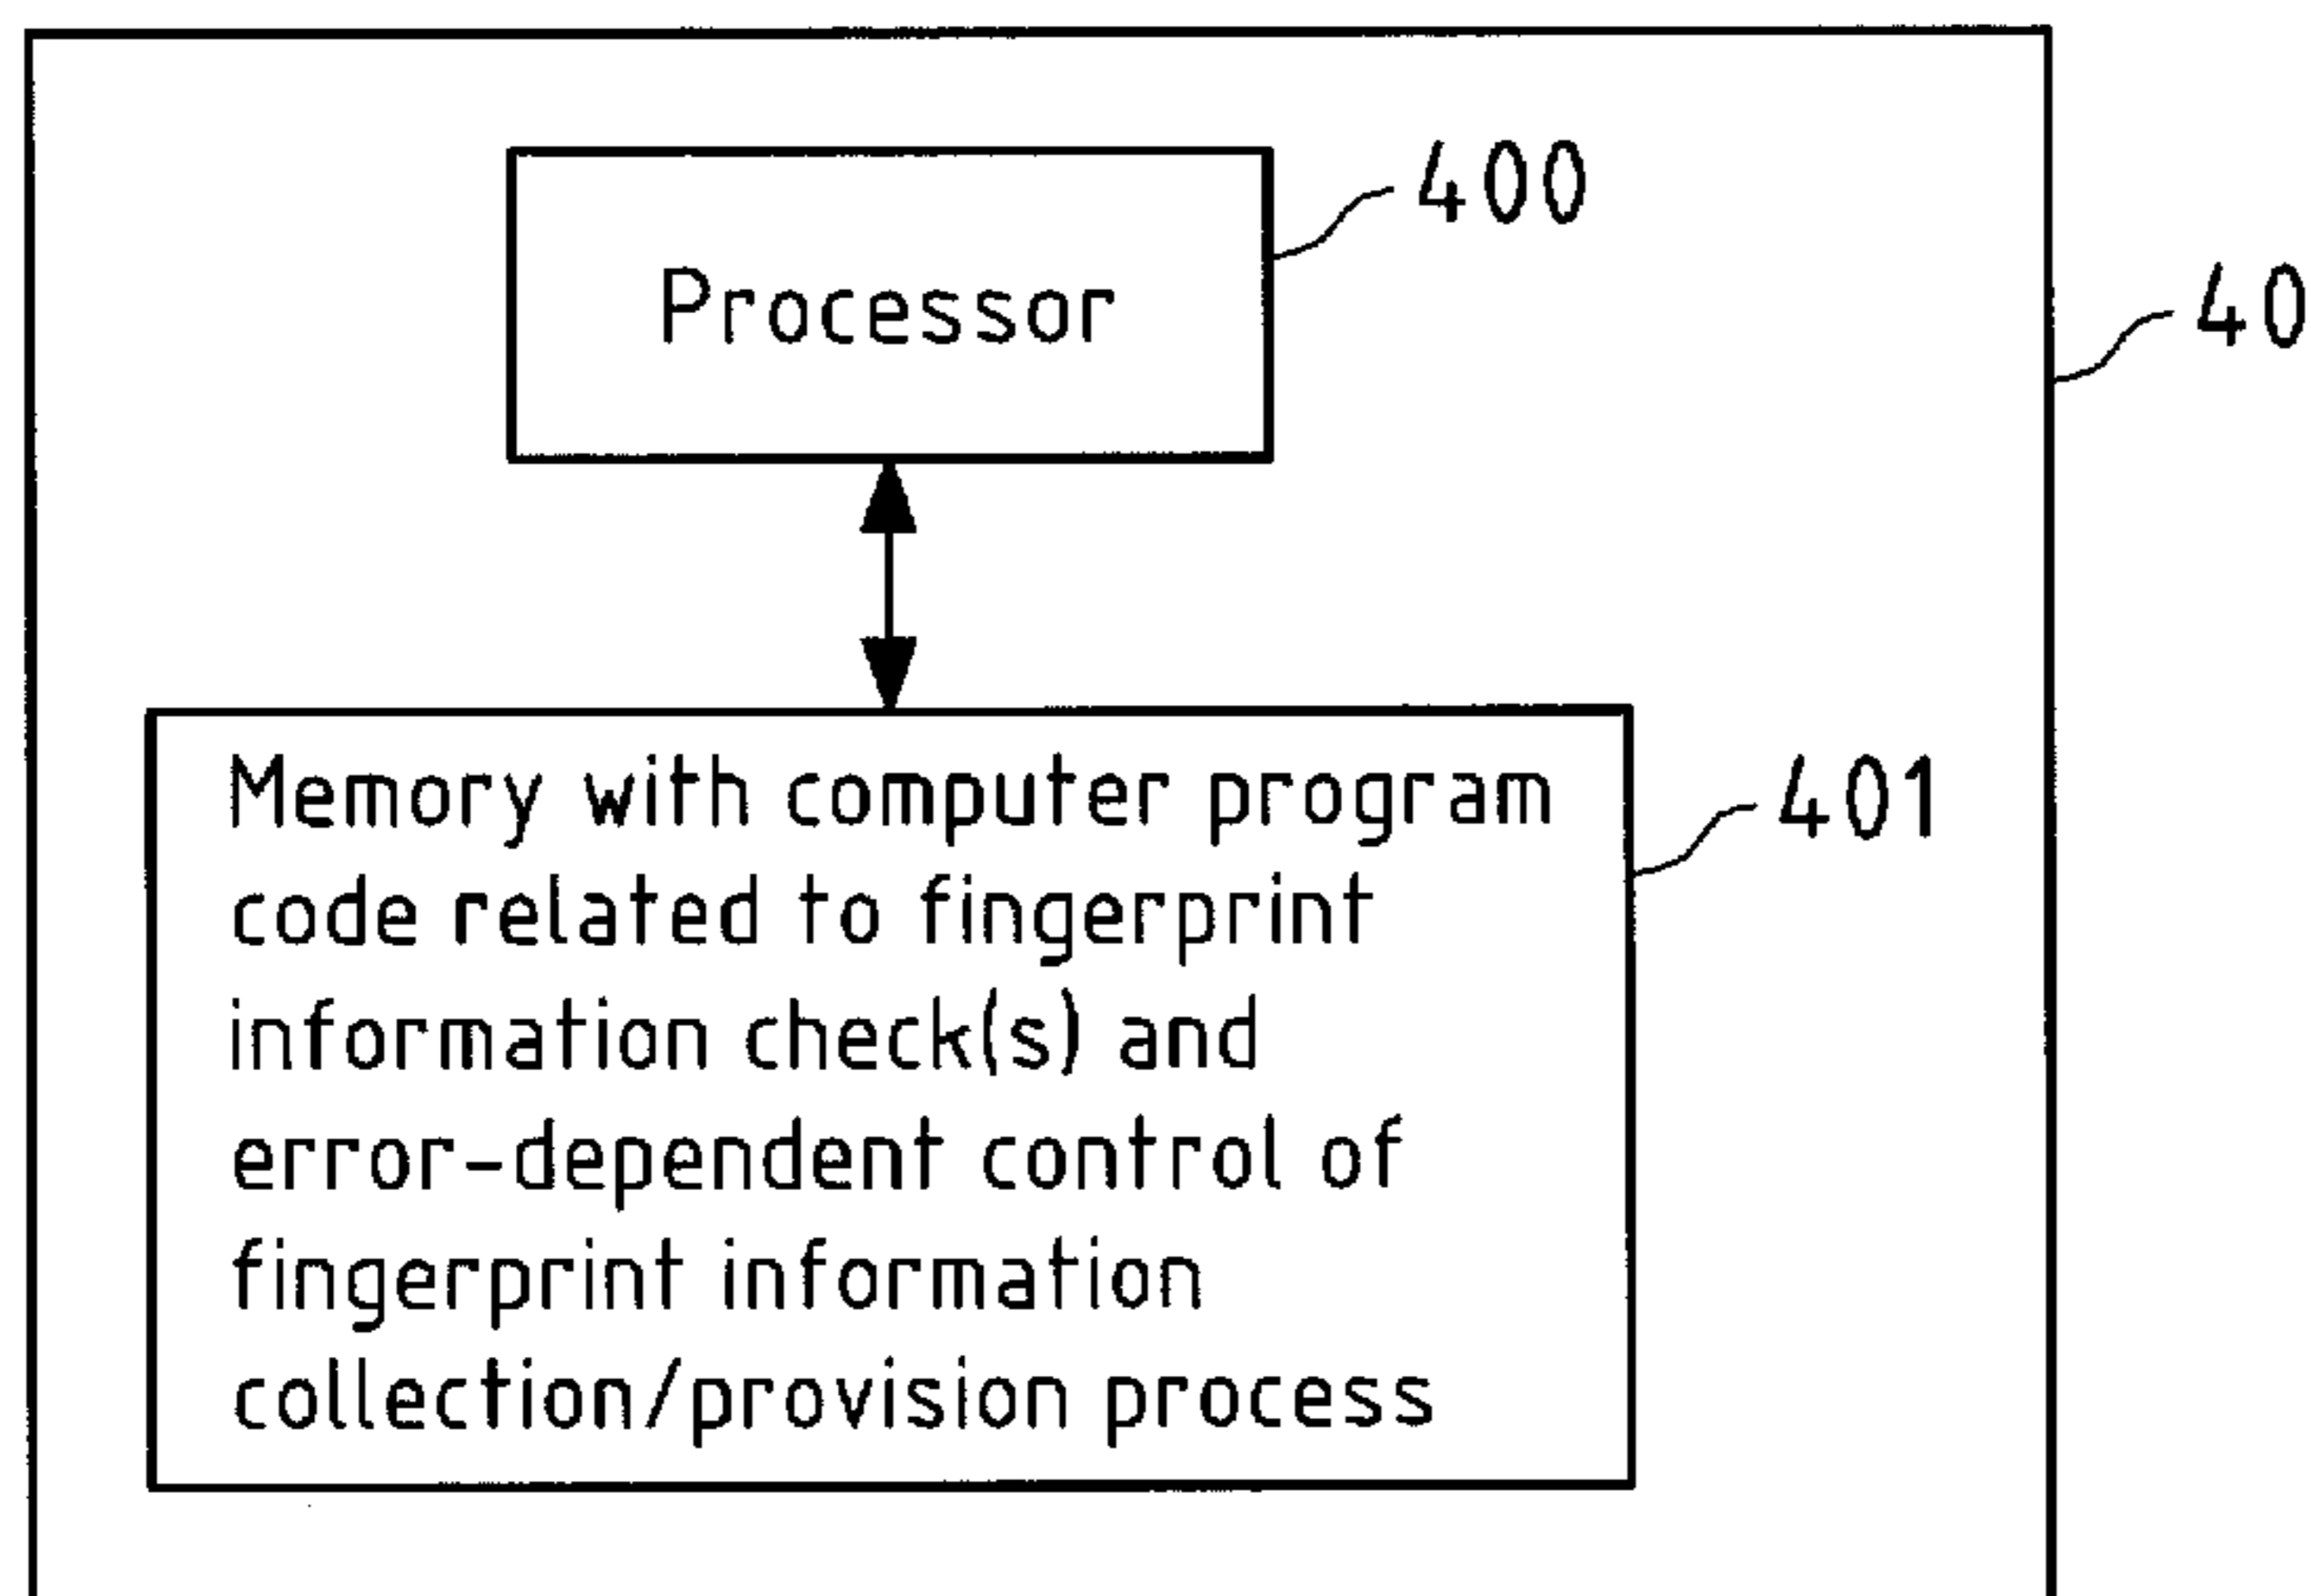 400
Processor
40
Memory with computer program
401
code related to fingerprint
information check(s) and
error-dependent control of
fingerprint information
collection/provision process